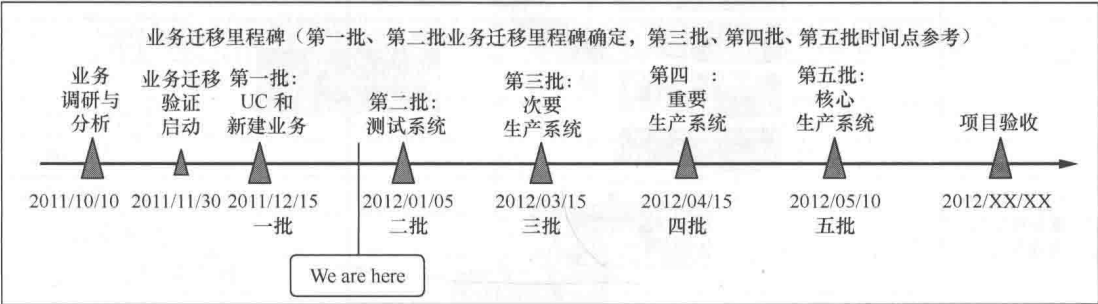 业务迁移里程碑（第一批、第二批业务迁移里程碑确定，第三批、第四批、第五批时间点参考）
业务
调研与
分析
业务迁移
验证
启动
第一批：
UC 和
新建业务
第二批：
测试系统
第三批：
次要
生产系统
第四 ：
重要
生产系统
第五批：
核心
生产系统
项目验收
2011/10/10
2011/11/30
2011/12/15
一批
2012/01/05
二批
2012/03/15
三批
2012/04/15
四批
2012/05/10
五批
2012/XX/XX
We are here